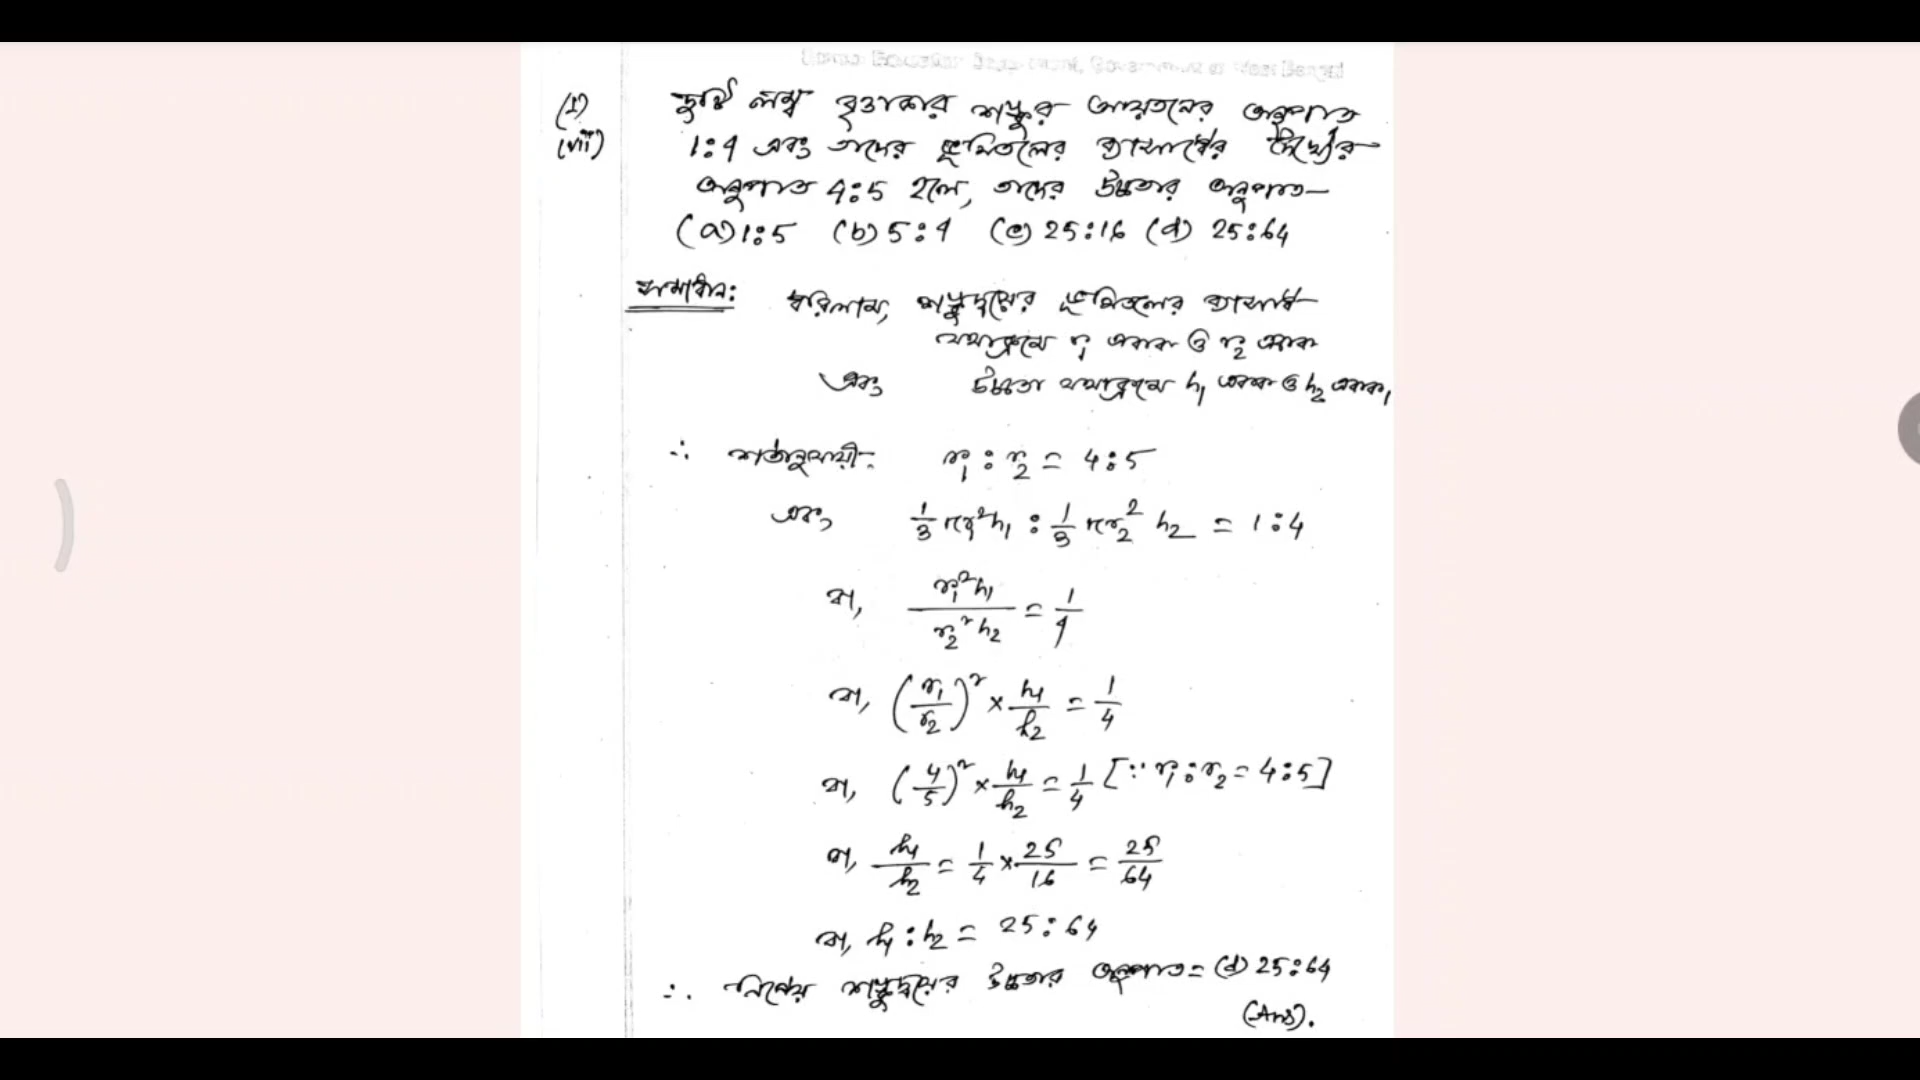 (1) দুটি লম্ব বৃত্তাকার শঙ্কুর আয়তনের অনুপাত
(vii) 1:4 এবং তাদের ভূমিতলের ব্যাসার্ধের দৈর্ঘ্যের
অনুপাত 4:5 হলে, তাদের উচ্চতার অনুপাত—
(a) 1:5 (b) 5:4 (c) 25:16 (d) 25:64
সমাধান: ধরিলাম, শঙ্কুদ্বয়ের ভূমিতলের ব্যাসার্ধ
যথাক্রমে r₁ একক ও r₂ একক
এবং উচ্চতা যথাক্রমে h₁ একক ও h₂ একক।
∴ শর্তানুযায়ী: r₁ : r₂ = 4:5
এবং 1/3 πr₁²h₁ : 1/3 πr₂² h₂ = 1:4
বা, r₁²h₁ / r₂²h₂ = 1/4
বা, (r₁/r₂)² × h₁/h₂ = 1/4
বা, (4/5)² × h₁/h₂ = 1/4 [∵ r₁:r₂ = 4:5]
বা, h₁/h₂ = 1/4 × 25/16 = 25/64
বা, h₁:h₂ = 25:64
∴ নির্ণেয় শঙ্কুদ্বয়ের উচ্চতার অনুপাত = (d) 25:64
(Ans).